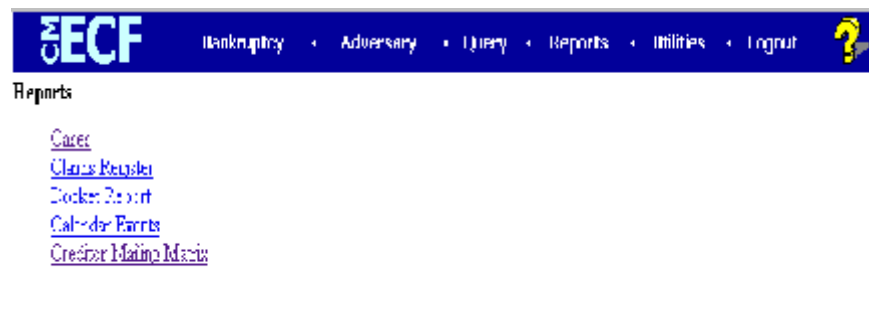 CM ECF Bankruptcy • Adversary • Query • Reports • Utilities • Logout ?
Reports
Cases
Claims Register
Docket Report
Calendar Events
Creditor Mailing Matrix